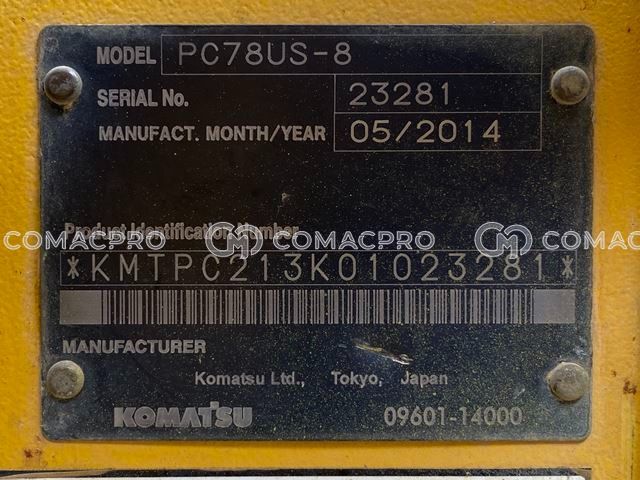 MODEL PC78US-8
SERIAL No. 23281
MANUFACT. MONTH/YEAR 05/2014
Product Identification Number
COMACPRO COMACPRO COMACPRO
*KMTPC213K01023281*
MANUFACTURER
Komatsu Ltd., Tokyo, Japan
KOMATSU 09601-14000